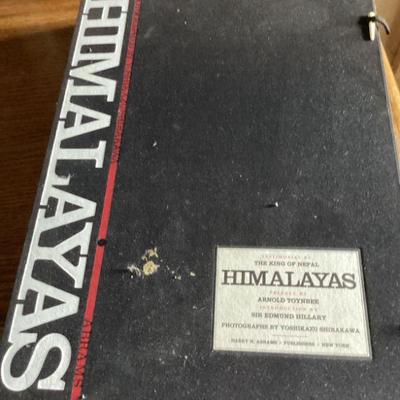 HIMALAYAS
ABRAMS
TESTIMONIES BY
THE KING OF NEPAL
HIMALAYAS
PREFACE BY
ARNOLD TOYNBEE
INTRODUCTION BY
SIR EDMUND HILLARY
PHOTOGRAPHS BY YOSHIKAZU SHIRAKAWA
HARRY N. ABRAMS • PUBLISHERS • NEW YORK